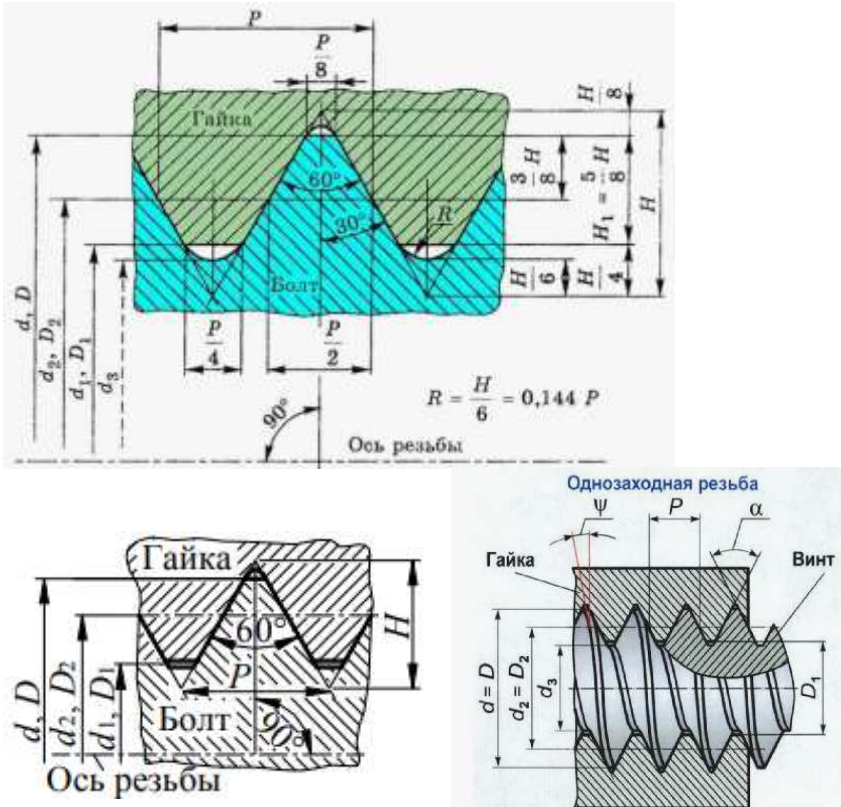 P
P/8
H/8
Гайка
60°
30°
R
3/8 H
H₁ = 5/8 H
H
d, D
d₂, D₂
d₁, D₁
d₃
Болт
H/6
H/4
P/4
P/2
R = H/6 = 0,144 P
90°
Ось резьбы
Гайка
60°
H
P
d, D
d₂, D₂
d₁, D₁
Болт
90°
Ось резьбы
Однозаходная резьба
ψ
P
α
Гайка
Винт
d = D
d₂ = D₂
d₃
D₁